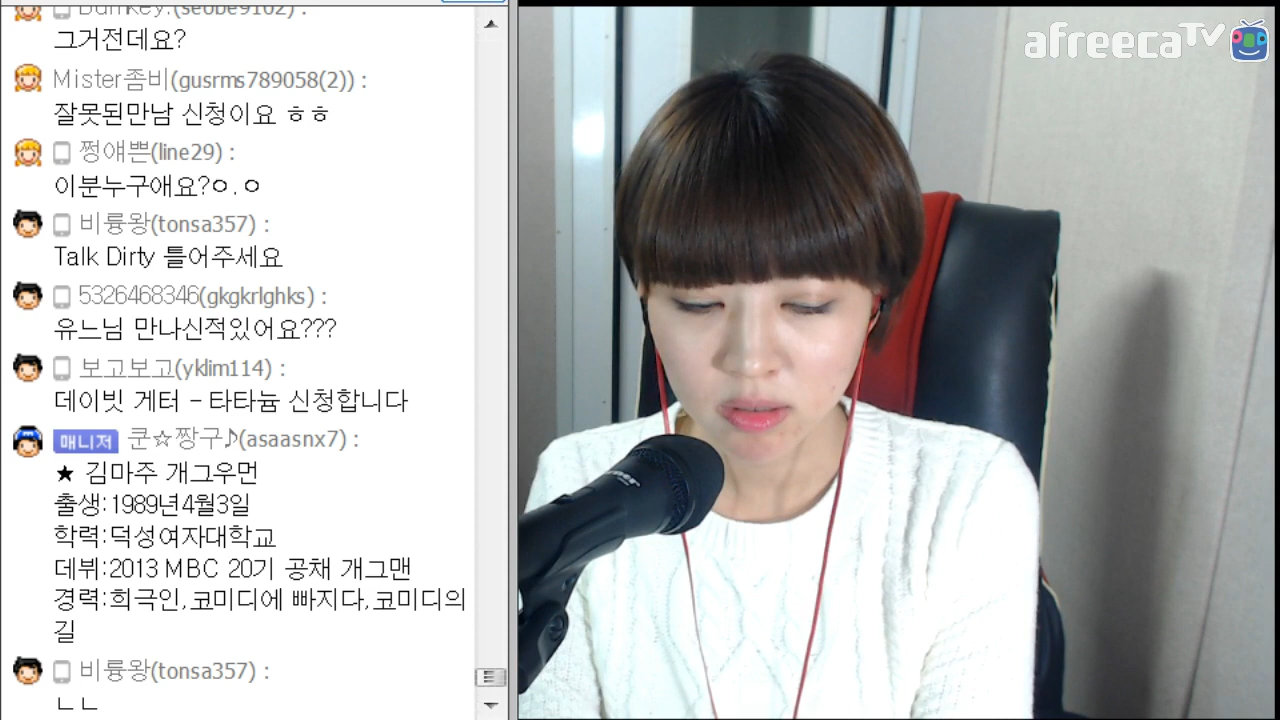 그거전데요?
Mister좀비(gusrms789058(2)) :
잘못된만남 신청이요 ㅎㅎ
쩡얘쁜(line29) :
이분누구애요?ㅇ.ㅇ
비륭왕(tonsa357) :
Talk Dirty 틀어주세요
5326468346(gkgkrlghks) :
유느님 만나신적있어요???
보고보고(yklim114) :
데이빗 게터 - 타타늄 신청합니다
매니저 쿤☆짱구♪(asaasnx7) :
★ 김마주 개그우먼
출생:1989년4월3일
학력:덕성여자대학교
데뷔:2013 MBC 20기 공채 개그맨
경력:희극인,코미디에 빠지다,코미디의
길
비륭왕(tonsa357) :
ㄴㄴ
afreecaTV